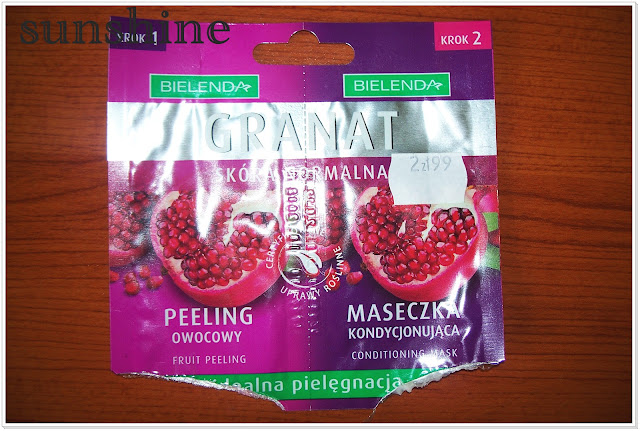 sunshine
KROK 1
KROK 2
BIELENDA
BIELENDA
GRANAT
SKÓRA NORMALNA
2zł99
UPRAWY ROŚLINNE
PEELING
OWOCOWY
FRUIT PEELING
MASECZKA
KONDYCJONUJĄCA
CONDITIONING MASK
idealna pielęgnacja